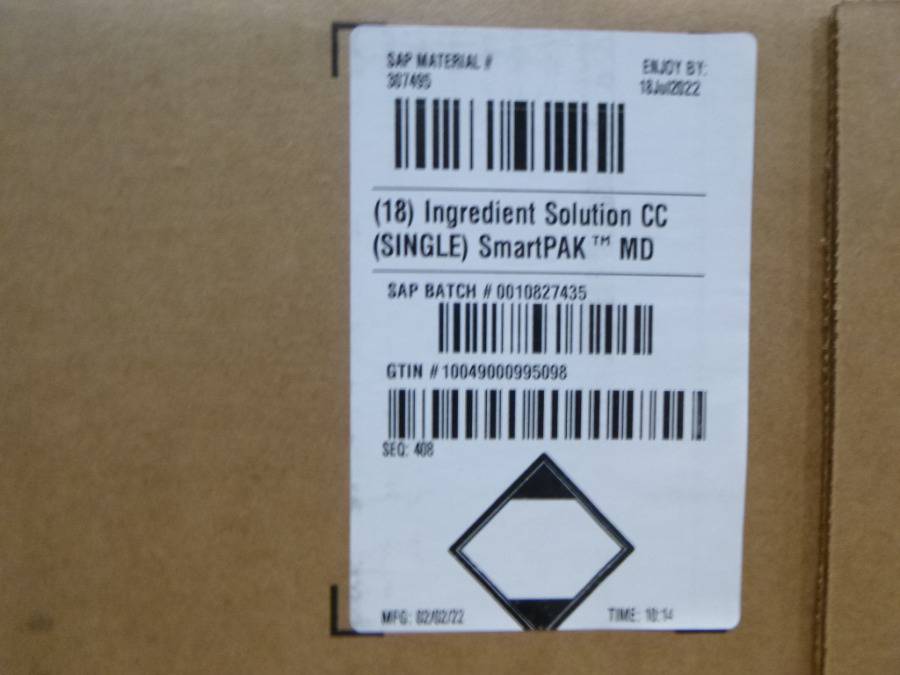 SAP MATERIAL #
307495
ENJOY BY:
18Jul2022
(18) Ingredient Solution CC
(SINGLE) SmartPAK™ MD
SAP BATCH # 0010827435
GTIN # 10049000995098
SEQ: 408
MFG: 02/02/22
TIME: 10:14